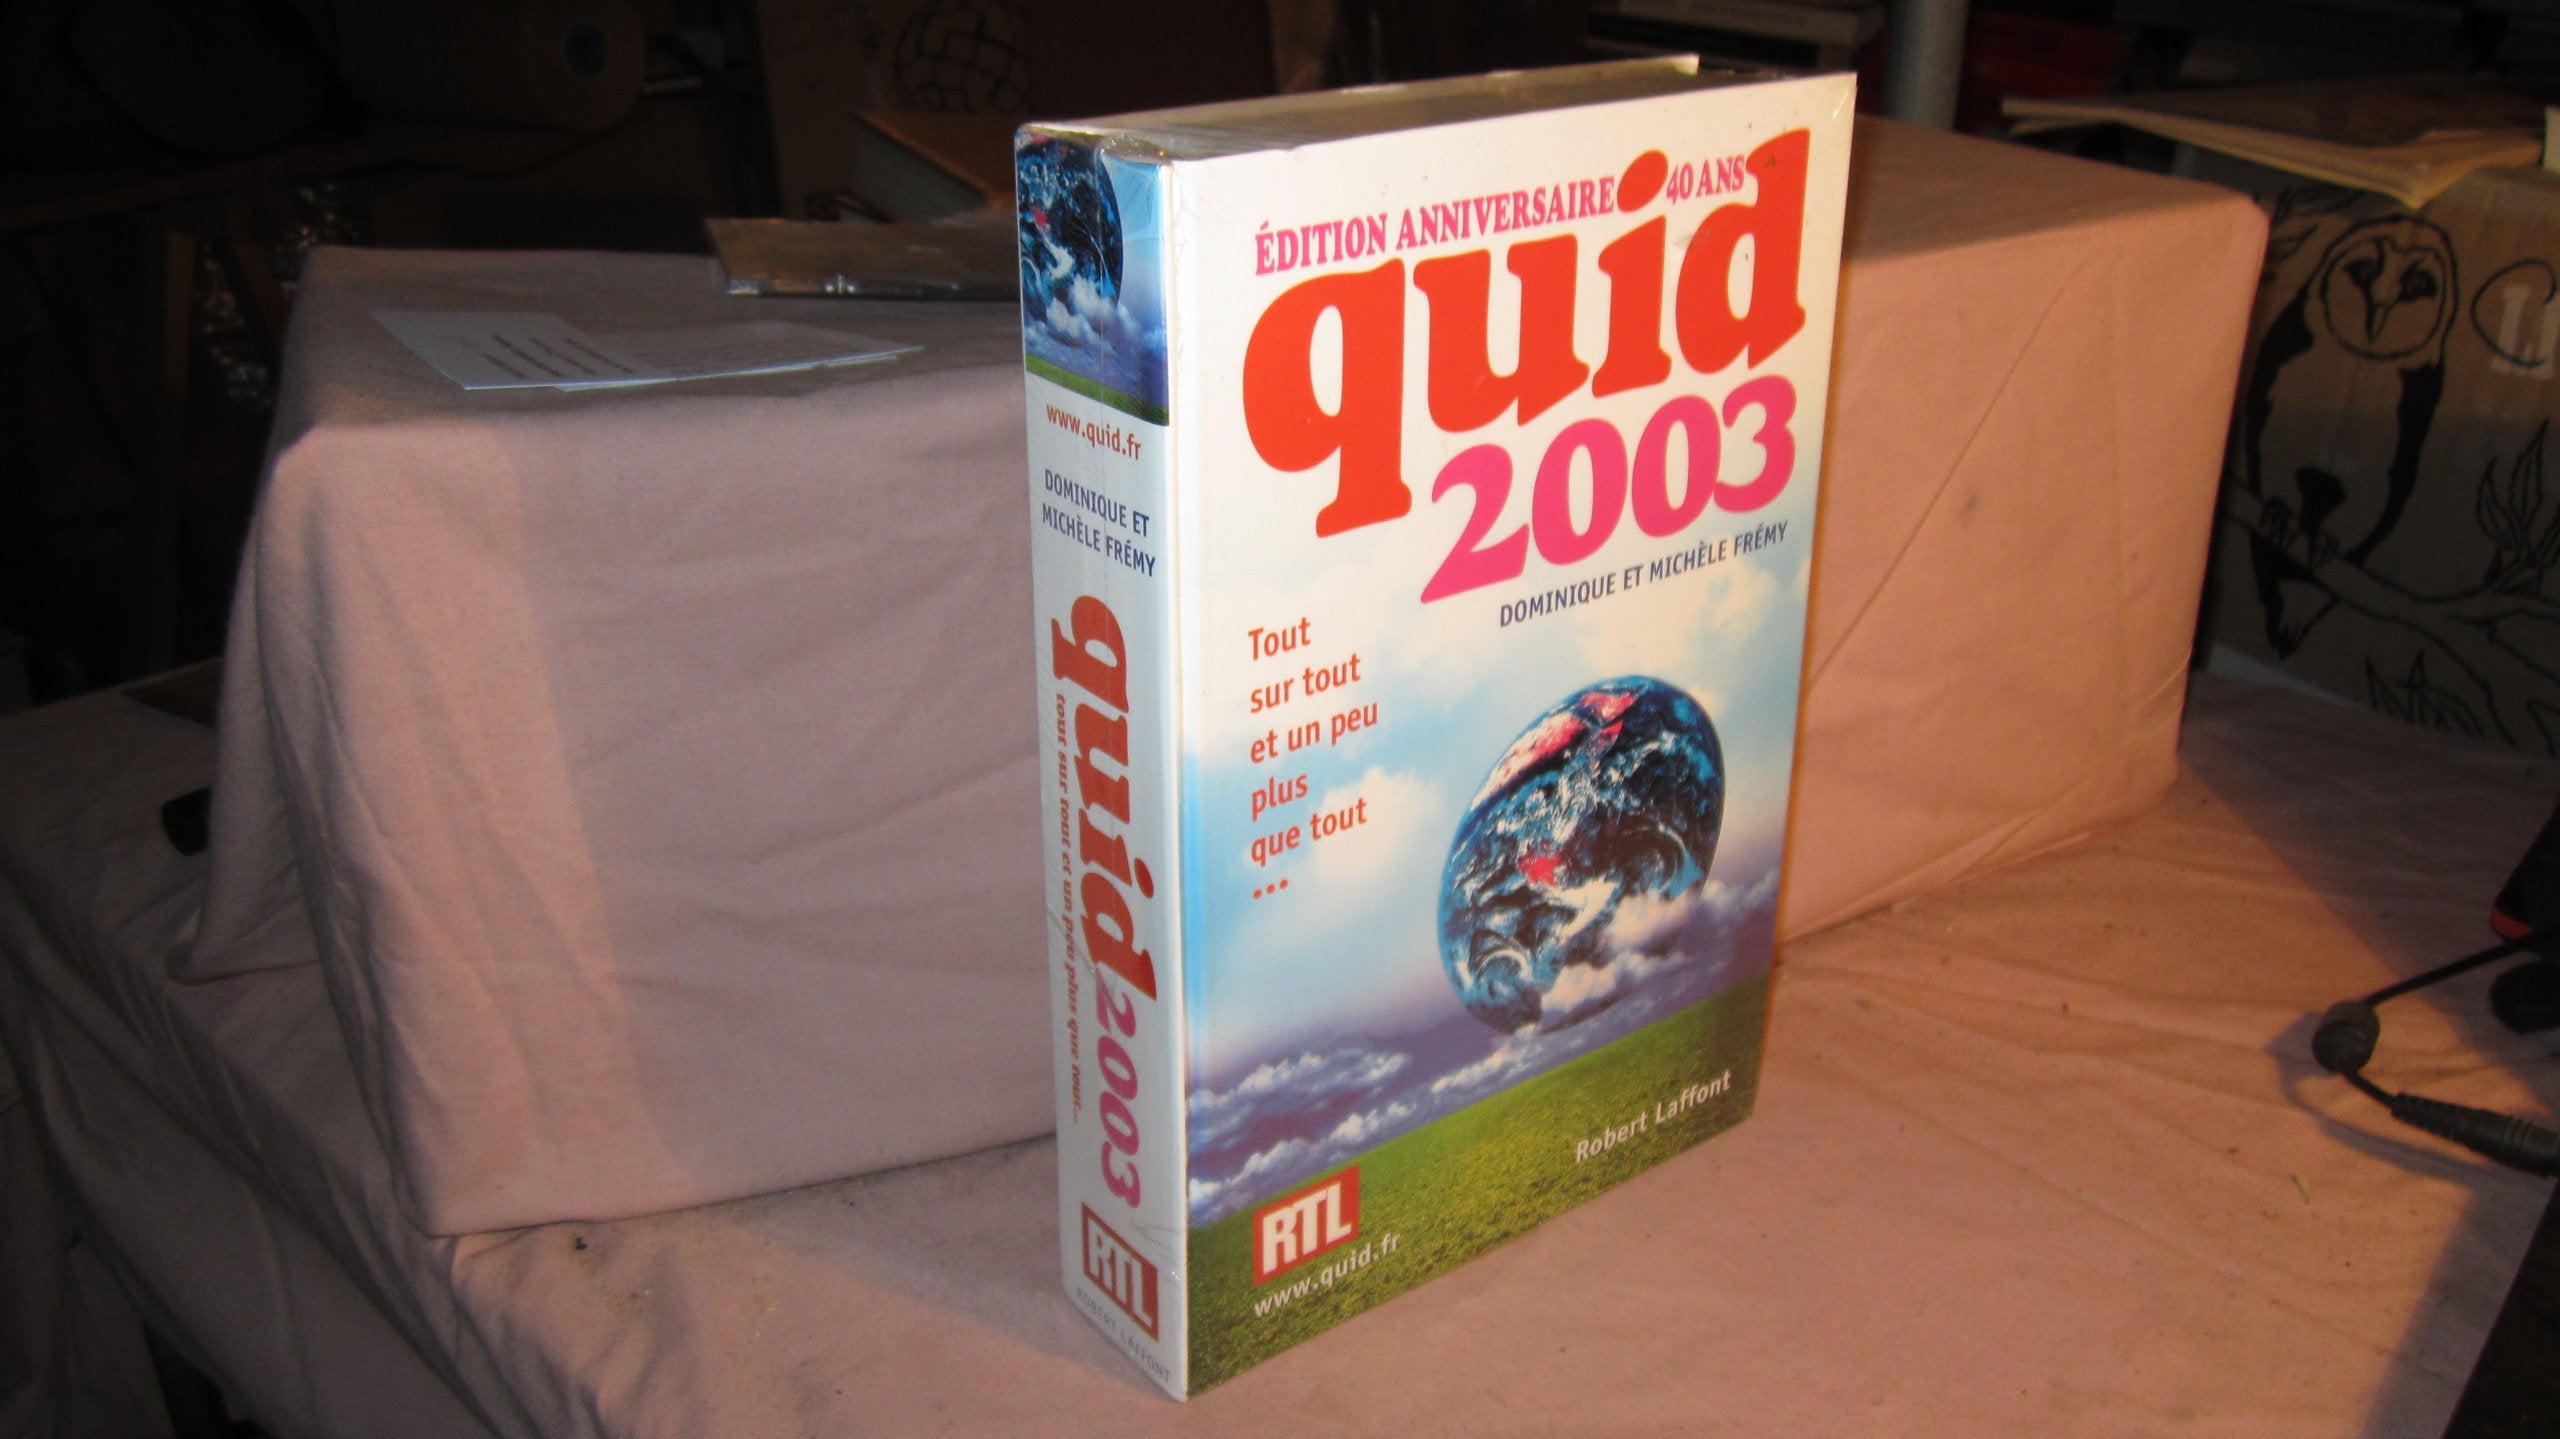 www.quid.fr
DOMINIQUE ET
MICHÈLE FRÉMY
quid 2003
tout sur tout et un peu plus que tout...
RTL
ROBERT LAFFONT
ÉDITION ANNIVERSAIRE 40 ANS
quid
2003
DOMINIQUE ET MICHÈLE FRÉMY
Tout
sur tout
et un peu
plus
que tout
...
Robert Laffont
RTL
www.quid.fr